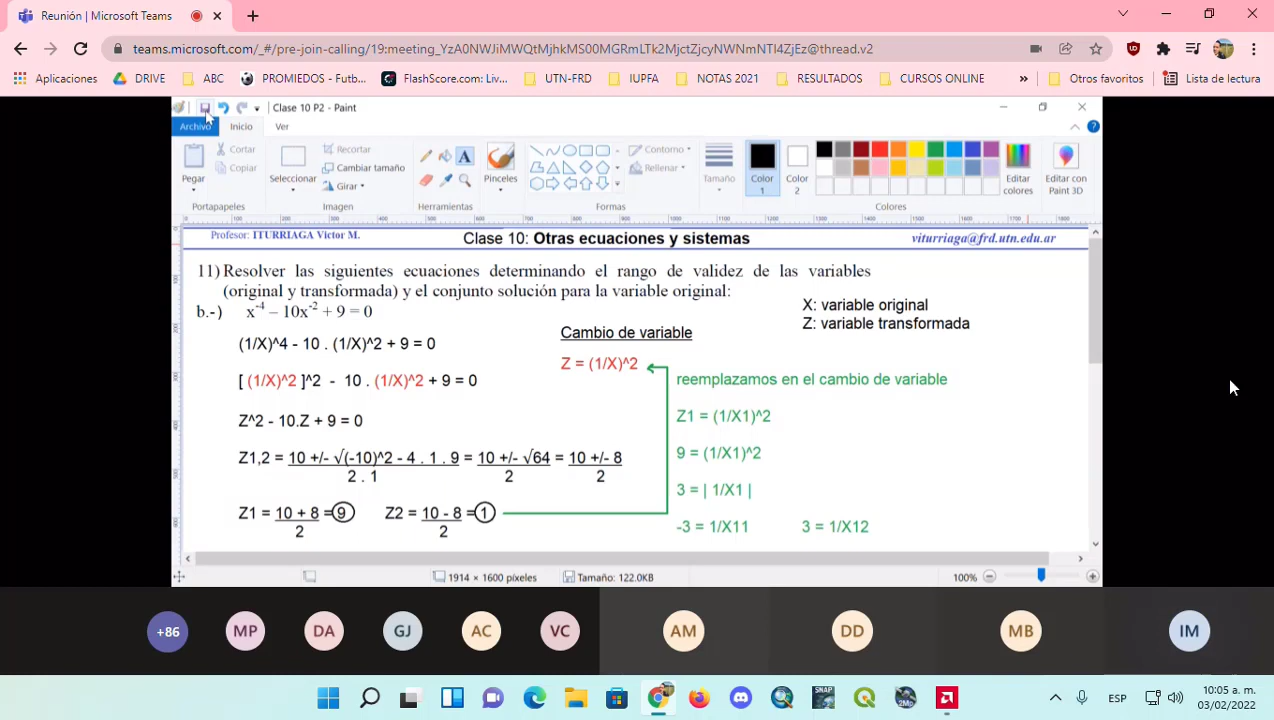 Reunión | Microsoft Teams
teams.microsoft.com/_#/pre-join-calling/19:meeting_YzA0NWJiMWQtMjhkMS00MGRmLTk2MjctZjcyNWNmNTI4ZjEz@thread.v2
Aplicaciones DRIVE ABC PROMIEDOS - Futb... FlashScore.com: Liv... UTN-FRD IUPFA NOTAS 2021 RESULTADOS CURSOS ONLINE » Otros favoritos Lista de lectura
Clase 10 P2 - Paint
Archivo Inicio Ver
Cortar Recortar Contorno
Copiar Cambiar tamaño Rellenar
Pegar Seleccionar Girar Pinceles Tamaño Color 1 Color 2 Editar colores Editar con Paint 3D
Portapapeles Imagen Herramientas Formas Colores
Profesor: ITURRIAGA Victor M. Clase 10: Otras ecuaciones y sistemas viturriaga@frd.utn.edu.ar
11) Resolver las siguientes ecuaciones determinando el rango de validez de las variables
(original y transformada) y el conjunto solución para la variable original:
X: variable original
b.-) x^-4 – 10x^-2 + 9 = 0
Z: variable transformada
Cambio de variable
(1/X)^4 - 10 . (1/X)^2 + 9 = 0
Z = (1/X)^2
[ (1/X)^2 ]^2 - 10 . (1/X)^2 + 9 = 0
reemplazamos en el cambio de variable
Z^2 - 10.Z + 9 = 0
Z1 = (1/X1)^2
Z1,2 = 10 +/- √(-10)^2 - 4 . 1 . 9 = 10 +/- √64 = 10 +/- 8
2 . 1 2 2
9 = (1/X1)^2
3 = | 1/X1 |
Z1 = 10 + 8 = 9 Z2 = 10 - 8 = 1
2 2
-3 = 1/X11 3 = 1/X12
1914 × 1600 píxeles Tamaño: 122.0KB 100%
+86 MP DA GJ AC VC AM DD MB IM
ESP
10:05 a. m.
03/02/2022